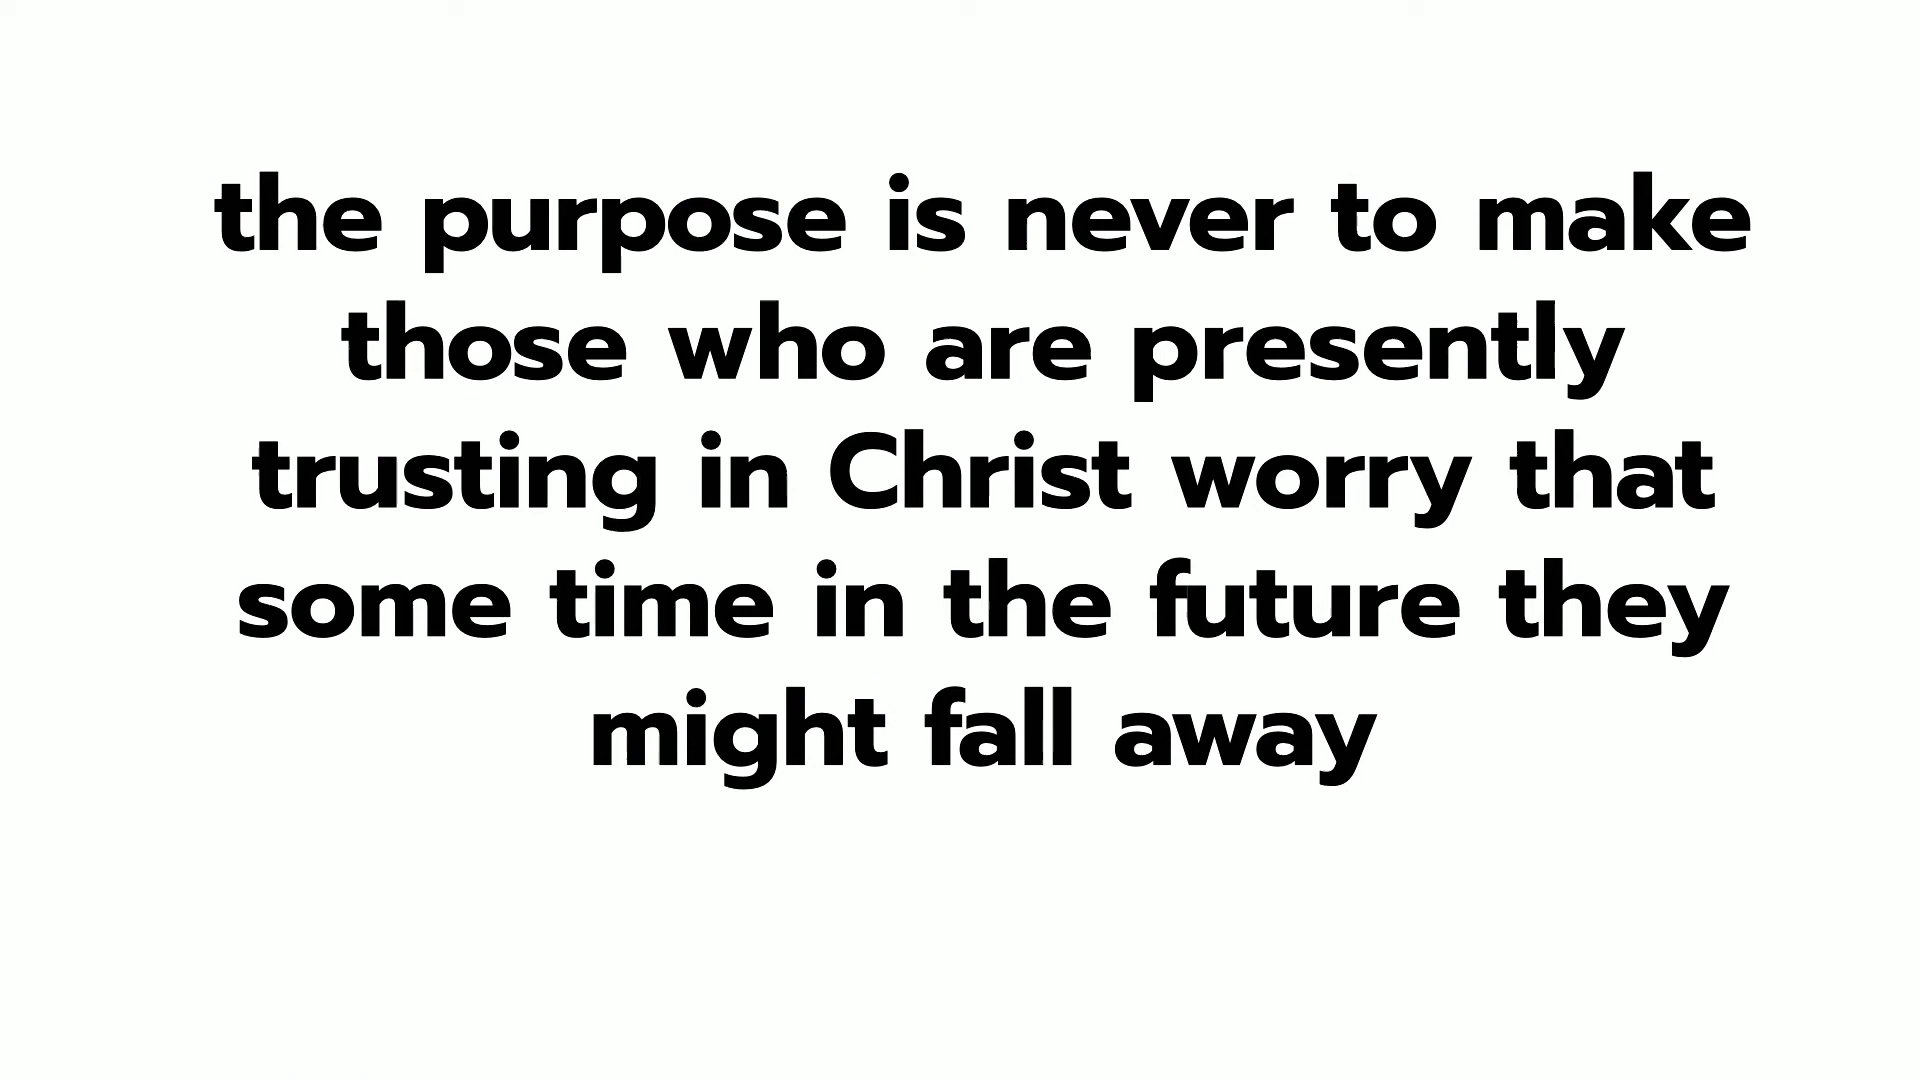 the purpose is never to make
those who are presently
trusting in Christ worry that
some time in the future they
might fall away